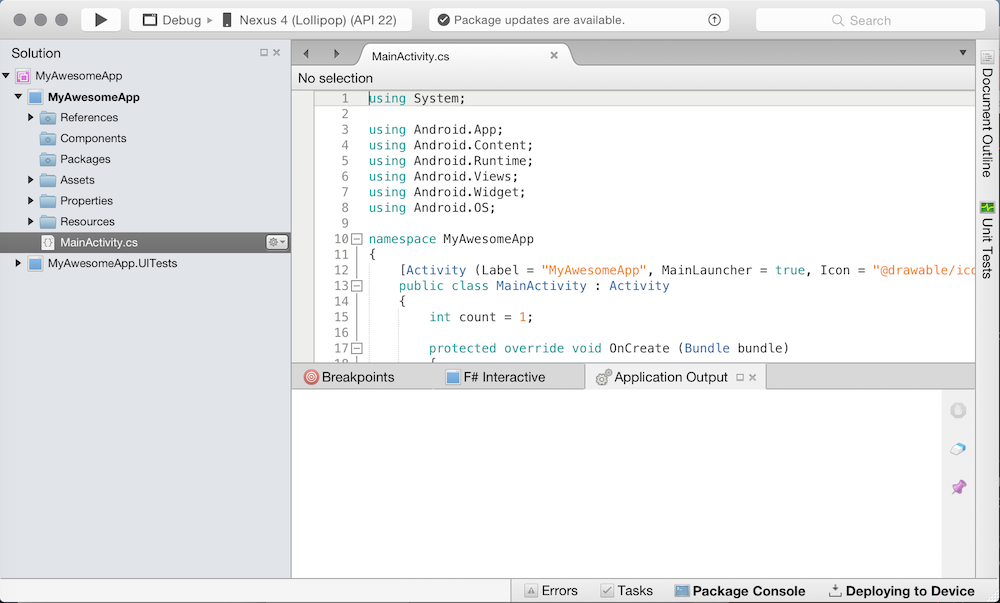 Debug Nexus 4 (Lollipop) (API 22) Package updates are available. Search
Solution
MyAwesomeApp
MyAwesomeApp
References
Components
Packages
Assets
Properties
Resources
MainActivity.cs
MyAwesomeApp.UITests
MainActivity.cs
No selection
1 using System;
2
3 using Android.App;
4 using Android.Content;
5 using Android.Runtime;
6 using Android.Views;
7 using Android.Widget;
8 using Android.OS;
9
10 namespace MyAwesomeApp
11 {
12 [Activity (Label = "MyAwesomeApp", MainLauncher = true, Icon = "@drawable/ico
13 public class MainActivity : Activity
14 {
15 int count = 1;
16
17 protected override void OnCreate (Bundle bundle)
18 {
Document Outline
Unit Tests
Breakpoints F# Interactive Application Output
Errors Tasks Package Console Deploying to Device